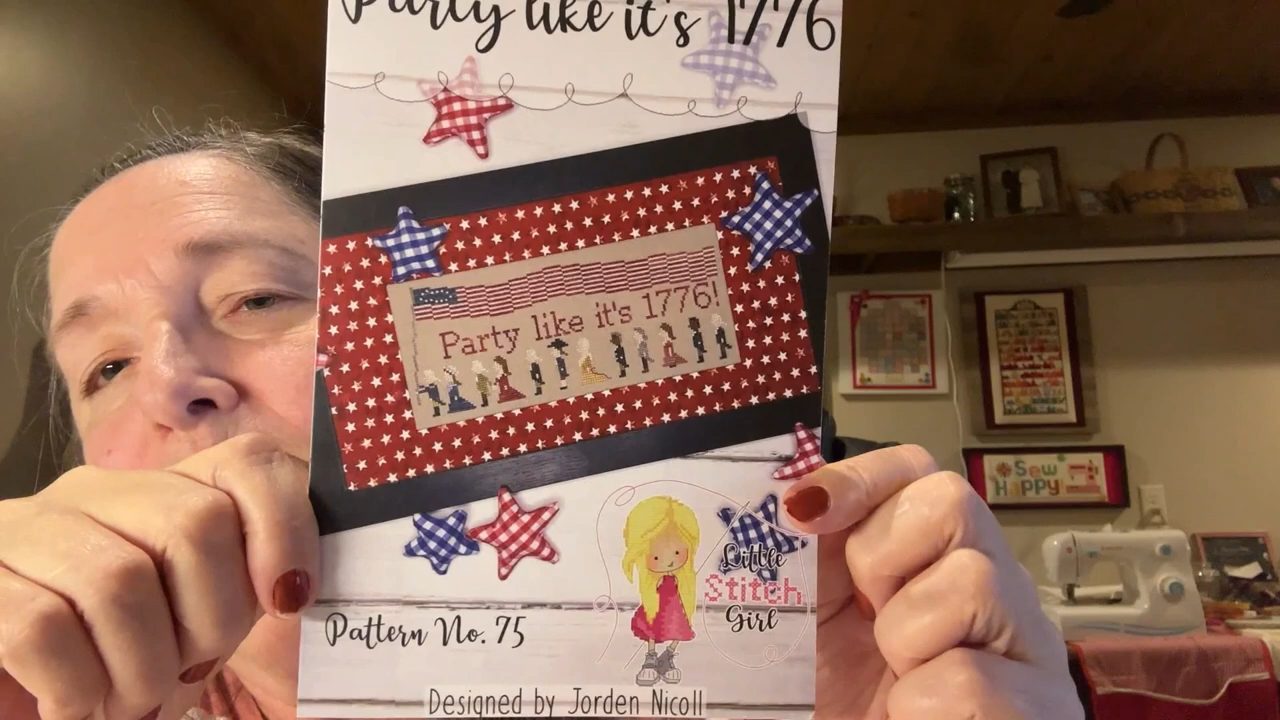 Party like it's 1776
Party like it's 1776!
Little
Stitch
Girl
Pattern No. 75
Designed by Jorden Nicoll
Sew
Happy